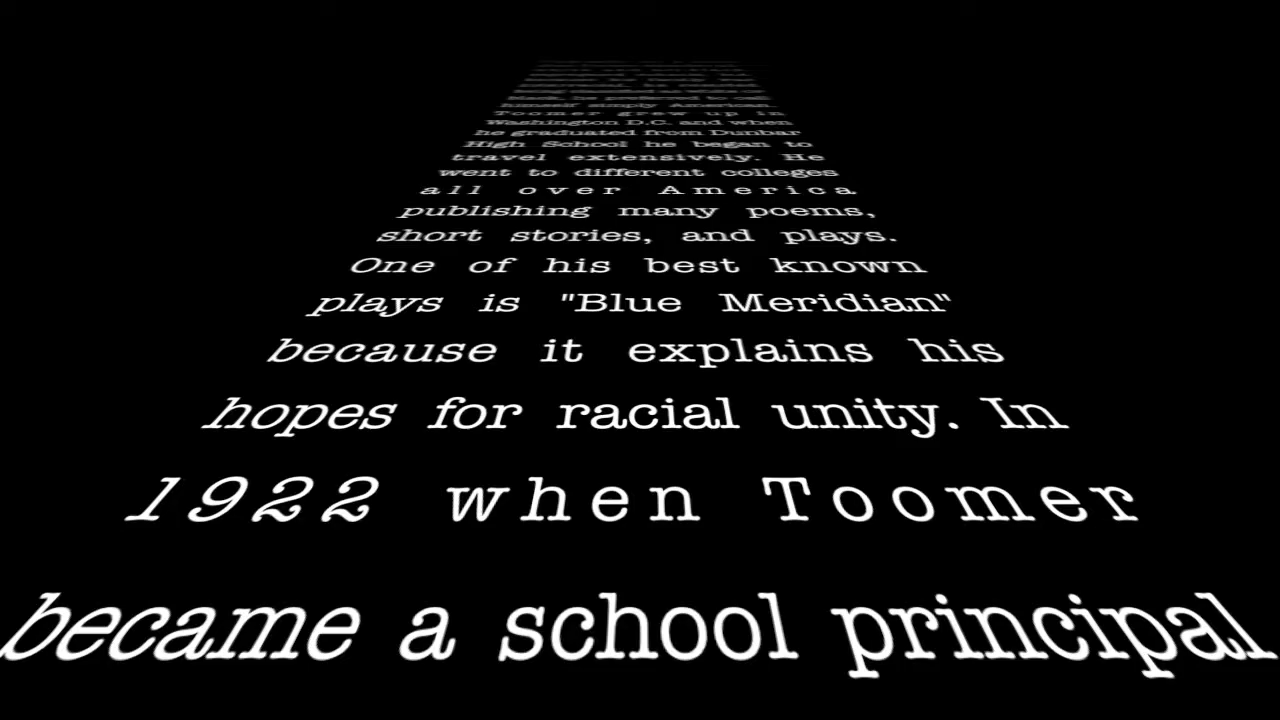 himself simply American.
Toomer grew up in
Washington D.C. and when
he graduated from Dunbar
High School he began to
travel extensively. He
went to different colleges
all over America
publishing many poems,
short stories, and plays.
One of his best known
plays is "Blue Meridian"
because it explains his
hopes for racial unity. In
1922 when Toomer
became a school principal